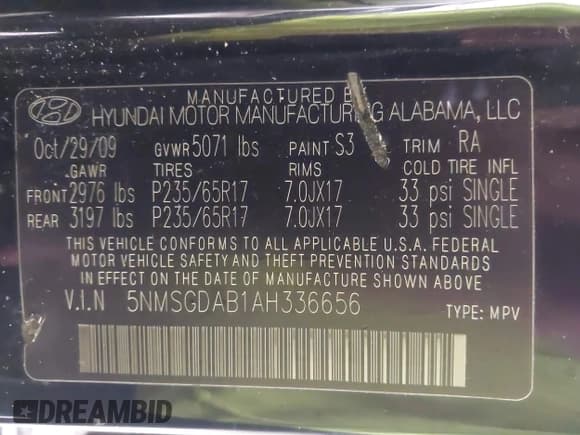 MANUFACTURED BY
HYUNDAI MOTOR MANUFACTURING ALABAMA, LLC
Oct/29/09 GVWR 5071 lbs PAINT S3 TRIM RA
GAWR TIRES RIMS COLD TIRE INFL
FRONT 2976 lbs P235/65R17 7.0JX17 33 psi SINGLE
REAR 3197 lbs P235/65R17 7.0JX17 33 psi SINGLE
THIS VEHICLE CONFORMS TO ALL APPLICABLE U.S.A. FEDERAL
MOTOR VEHICLE SAFETY AND THEFT PREVENTION STANDARDS
IN EFFECT ON THE DATE OF MANUFACTURE SHOWN ABOVE
V.I.N 5NMSGDAB1AH336656 TYPE: MPV
DREAMBID